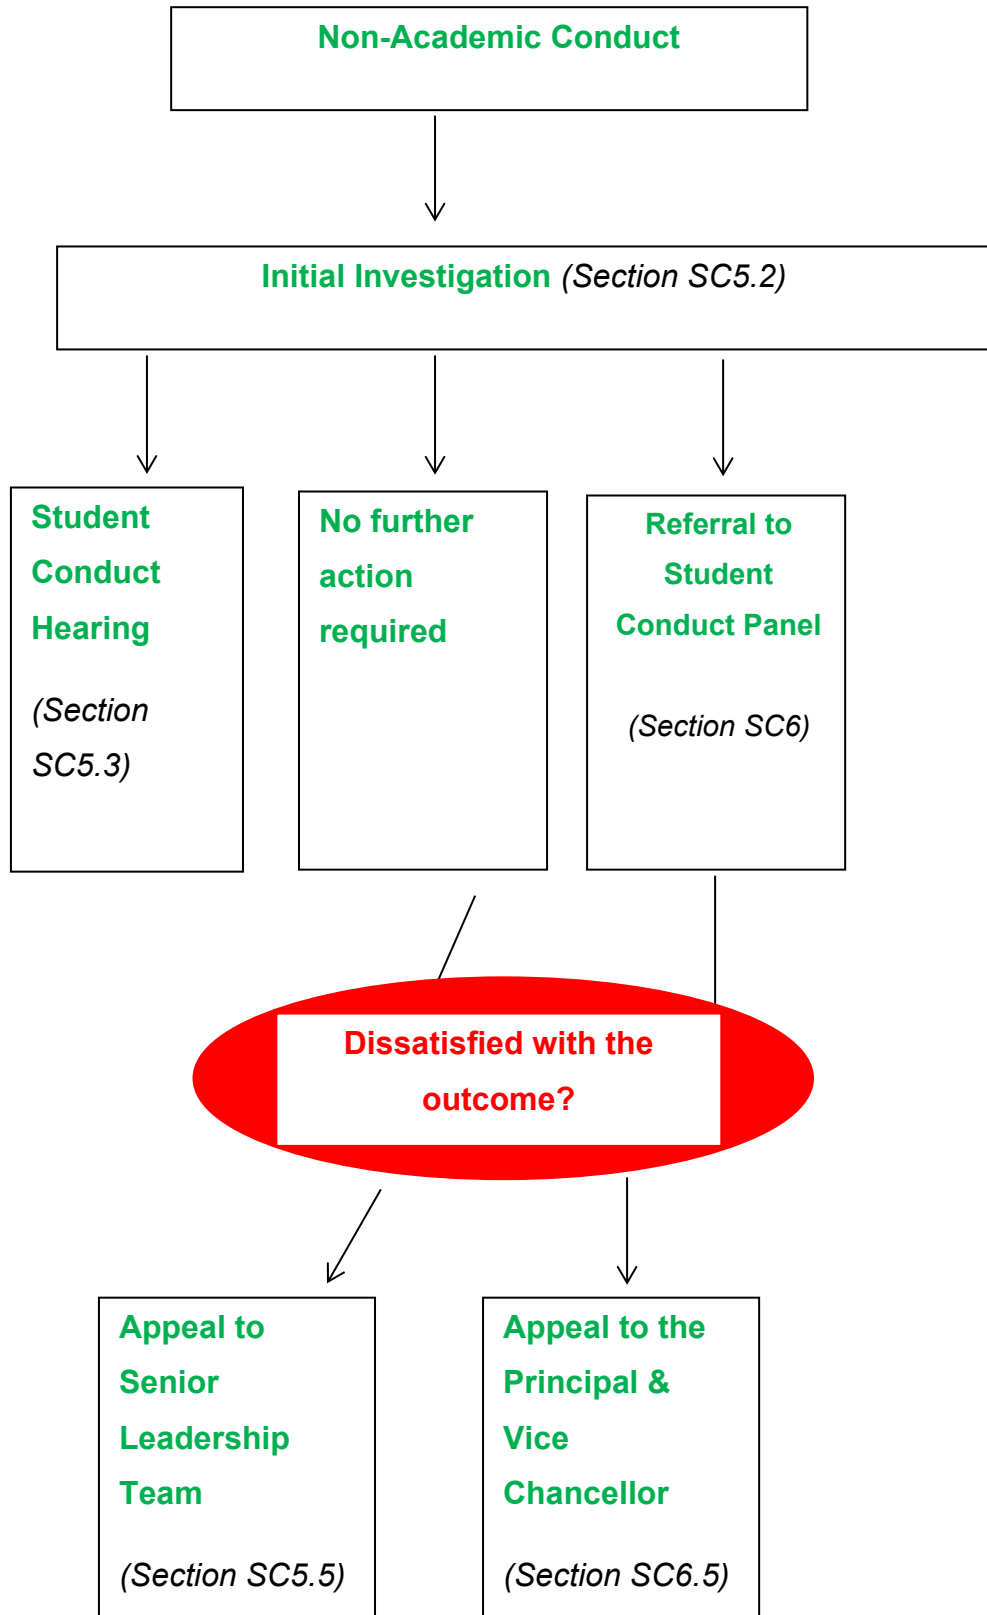 Non-Academic Conduct
Initial Investigation (Section SC5.2)
Student
Conduct
Hearing
(Section
SC5.3)
No further
action
required
Referral to
Student
Conduct Panel
(Section SC6)
Dissatisfied with the
outcome?
Appeal to
Senior
Leadership
Team
(Section SC5.5)
Appeal to the
Principal &
Vice
Chancellor
(Section SC6.5)